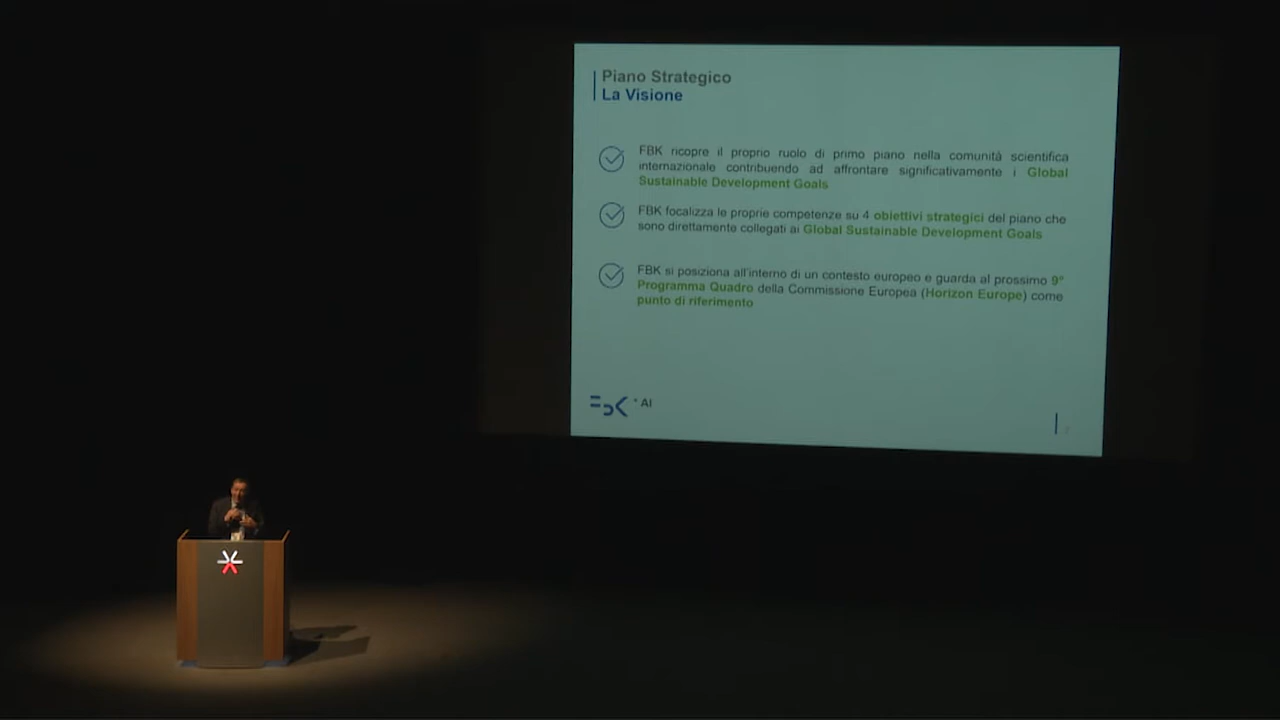 Piano Strategico
La Visione
FBK ricopre il proprio ruolo di primo piano nella comunità scientifica
internazionale contribuendo ad affrontare significativamente i Global
Sustainable Development Goals
FBK focalizza le proprie competenze su 4 obiettivi strategici del piano che
sono direttamente collegati ai Global Sustainable Development Goals
FBK si posiziona all'interno di un contesto europeo e guarda al prossimo 9°
Programma Quadro della Commissione Europea (Horizon Europe) come
punto di riferimento
FBK * AI